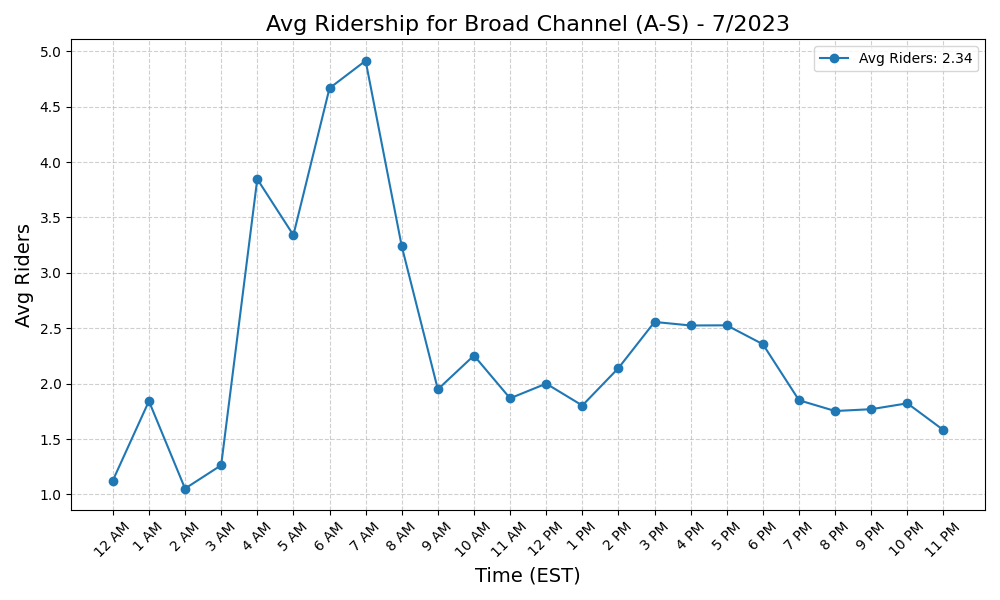 Avg Ridership for Broad Channel (A-S) - 7/2023
Avg Riders: 2.34
Avg Riders
5.0
4.5
4.0
3.5
3.0
2.5
2.0
1.5
1.0
12 AM
1 AM
2 AM
3 AM
4 AM
5 AM
6 AM
7 AM
8 AM
9 AM
10 AM
11 AM
12 PM
1 PM
2 PM
3 PM
4 PM
5 PM
6 PM
7 PM
8 PM
9 PM
10 PM
11 PM
Time (EST)